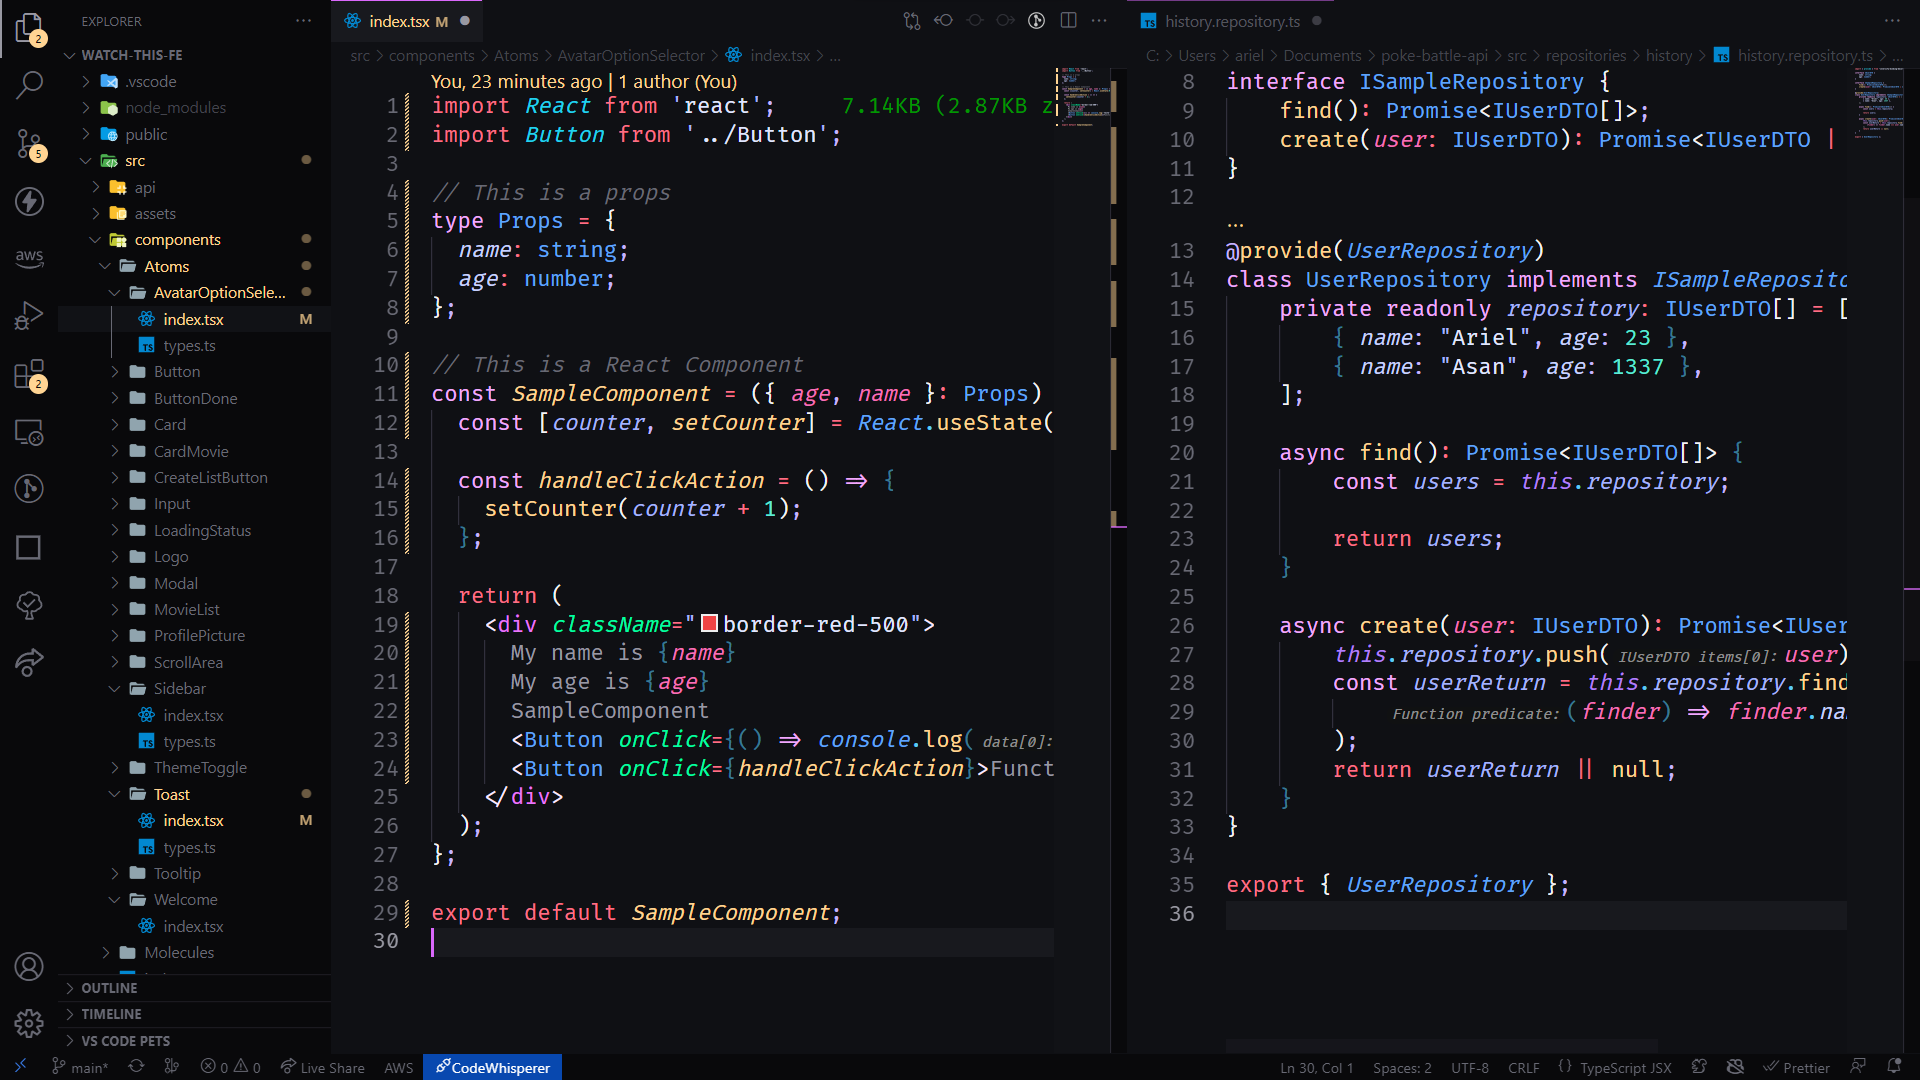 EXPLORER
WATCH-THIS-FE
.vscode
node_modules
public
src
api
assets
components
Atoms
AvatarOptionSele...
index.tsx M
types.ts
Button
ButtonDone
Card
CardMovie
CreateListButton
Input
LoadingStatus
Logo
Modal
MovieList
ProfilePicture
ScrollArea
Sidebar
index.tsx
types.ts
ThemeToggle
Toast
index.tsx M
types.ts
Tooltip
Welcome
index.tsx
Molecules
OUTLINE
TIMELINE
VS CODE PETS
2
5
aws
2
index.tsx M
src > components > Atoms > AvatarOptionSelector > index.tsx > ...
You, 23 minutes ago | 1 author (You)
1 import React from 'react'; 7.14KB (2.87KB z
2 import Button from '../Button';
3
4 // This is a props
5 type Props = {
6 name: string;
7 age: number;
8 };
9
10 // This is a React Component
11 const SampleComponent = ({ age, name }: Props)
12 const [counter, setCounter] = React.useState(
13
14 const handleClickAction = () => {
15 setCounter(counter + 1);
16 };
17
18 return (
19 <div className="border-red-500">
20 My name is {name}
21 My age is {age}
22 SampleComponent
23 <Button onClick={() => console.log( data[0]:
24 <Button onClick={handleClickAction}>Funct
25 </div>
26 );
27 };
28
29 export default SampleComponent;
30
history.repository.ts
C: > Users > ariel > Documents > poke-battle-api > src > repositories > history > history.repository.ts > ...
8 interface ISampleRepository {
9 find(): Promise<IUserDTO[]>;
10 create(user: IUserDTO): Promise<IUserDTO |
11 }
12
...
13 @provide(UserRepository)
14 class UserRepository implements ISampleReposito
15 private readonly repository: IUserDTO[] = [
16 { name: "Ariel", age: 23 },
17 { name: "Asan", age: 1337 },
18 ];
19
20 async find(): Promise<IUserDTO[]> {
21 const users = this.repository;
22
23 return users;
24 }
25
26 async create(user: IUserDTO): Promise<IUser
27 this.repository.push( IUserDTO items[0]: user)
28 const userReturn = this.repository.find
29 Function predicate: (finder) => finder.na
30 );
31 return userReturn || null;
32 }
33 }
34
35 export { UserRepository };
36
main* 0 0 Live Share AWS CodeWhisperer Ln 30, Col 1 Spaces: 2 UTF-8 CRLF {} TypeScript JSX Prettier